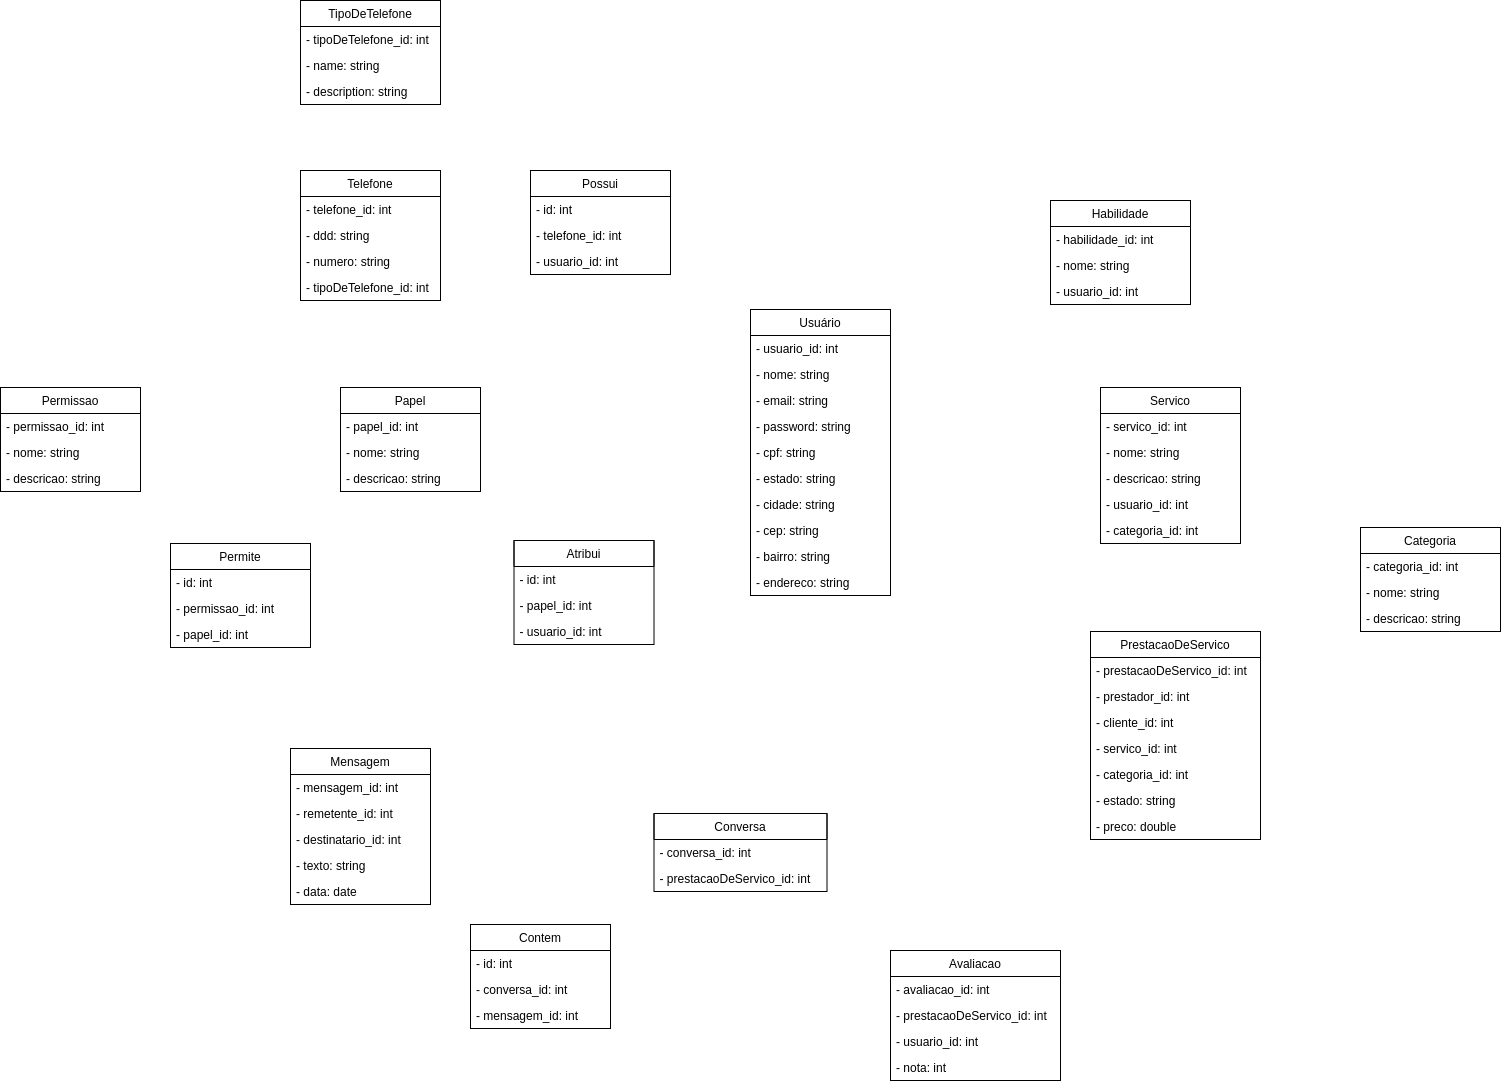 TipoDeTelefone
- tipoDeTelefone_id: int
- name: string
- description: string
Telefone
- telefone_id: int
- ddd: string
- numero: string
- tipoDeTelefone_id: int
Possui
- id: int
- telefone_id: int
- usuario_id: int
Habilidade
- habilidade_id: int
- nome: string
- usuario_id: int
Usuário
- usuario_id: int
- nome: string
- email: string
- password: string
- cpf: string
- estado: string
- cidade: string
- cep: string
- bairro: string
- endereco: string
Permissao
- permissao_id: int
- nome: string
- descricao: string
Papel
- papel_id: int
- nome: string
- descricao: string
Servico
- servico_id: int
- nome: string
- descricao: string
- usuario_id: int
- categoria_id: int
Categoria
- categoria_id: int
- nome: string
- descricao: string
Permite
- id: int
- permissao_id: int
- papel_id: int
Atribui
- id: int
- papel_id: int
- usuario_id: int
PrestacaoDeServico
- prestacaoDeServico_id: int
- prestador_id: int
- cliente_id: int
- servico_id: int
- categoria_id: int
- estado: string
- preco: double
Mensagem
- mensagem_id: int
- remetente_id: int
- destinatario_id: int
- texto: string
- data: date
Conversa
- conversa_id: int
- prestacaoDeServico_id: int
Contem
- id: int
- conversa_id: int
- mensagem_id: int
Avaliacao
- avaliacao_id: int
- prestacaoDeServico_id: int
- usuario_id: int
- nota: int